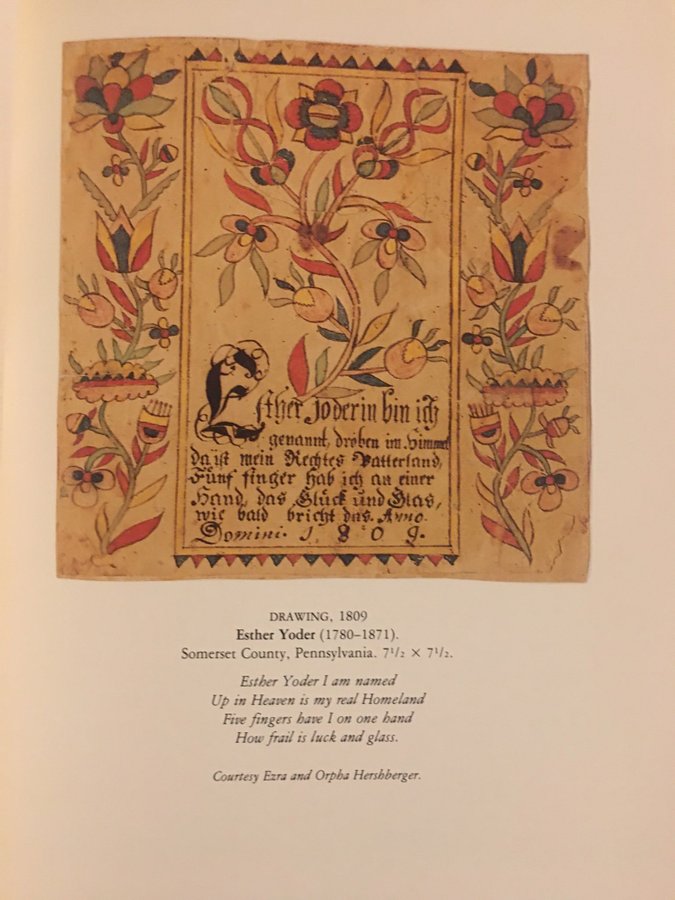 Esther Joderin bin ich
genannt, droben im Himmel
da ist mein Rechtes Vatterland,
Fünf finger hab ich an einer
Hand, das Glück und Glas,
wie bald bricht das. Anno
Domini. 1809.
DRAWING, 1809
Esther Yoder (1780–1871).
Somerset County, Pennsylvania. 7½ × 7½.
Esther Yoder I am named
Up in Heaven is my real Homeland
Five fingers have I on one hand
How frail is luck and glass.
Courtesy Ezra and Orpha Hershberger.